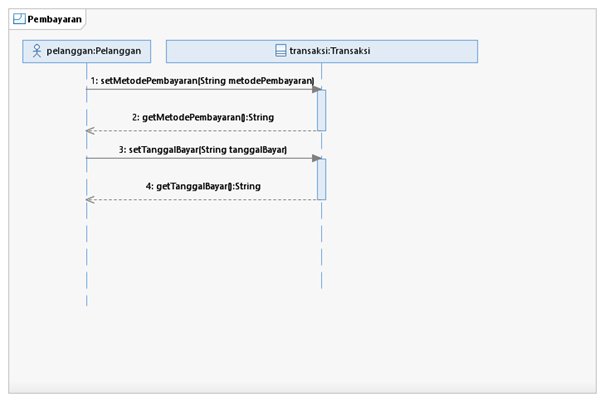 Pembayaran
pelanggan:Pelanggan
transaksi:Transaksi
1: setMetodePembayaran(String metodePembayaran)
2: getMetodePembayaran():String
3: setTanggalBayar(String tanggalBayar)
4: getTanggalBayar():String